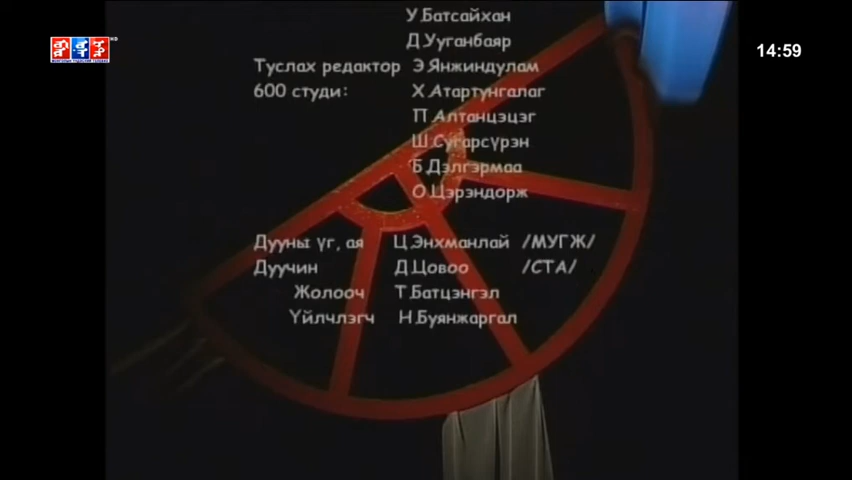 У.Батсайхан
Д.Ууганбаяр
Туслах редактор Э.Янжиндулам
600 студи: Х.Атартунгалаг
П.Алтанцэцэг
Ш.Сугарсүрэн
Б.Дэлгэрмаа
О.Цэрэндорж
Дууны үг, ая Ц.Энхманлай /МУГЖ/
Дуучин Д.Цовоо /СТА/
Жолооч Т.Батцэнгэл
Үйлчлэгч Н.Буянжаргал
14:59